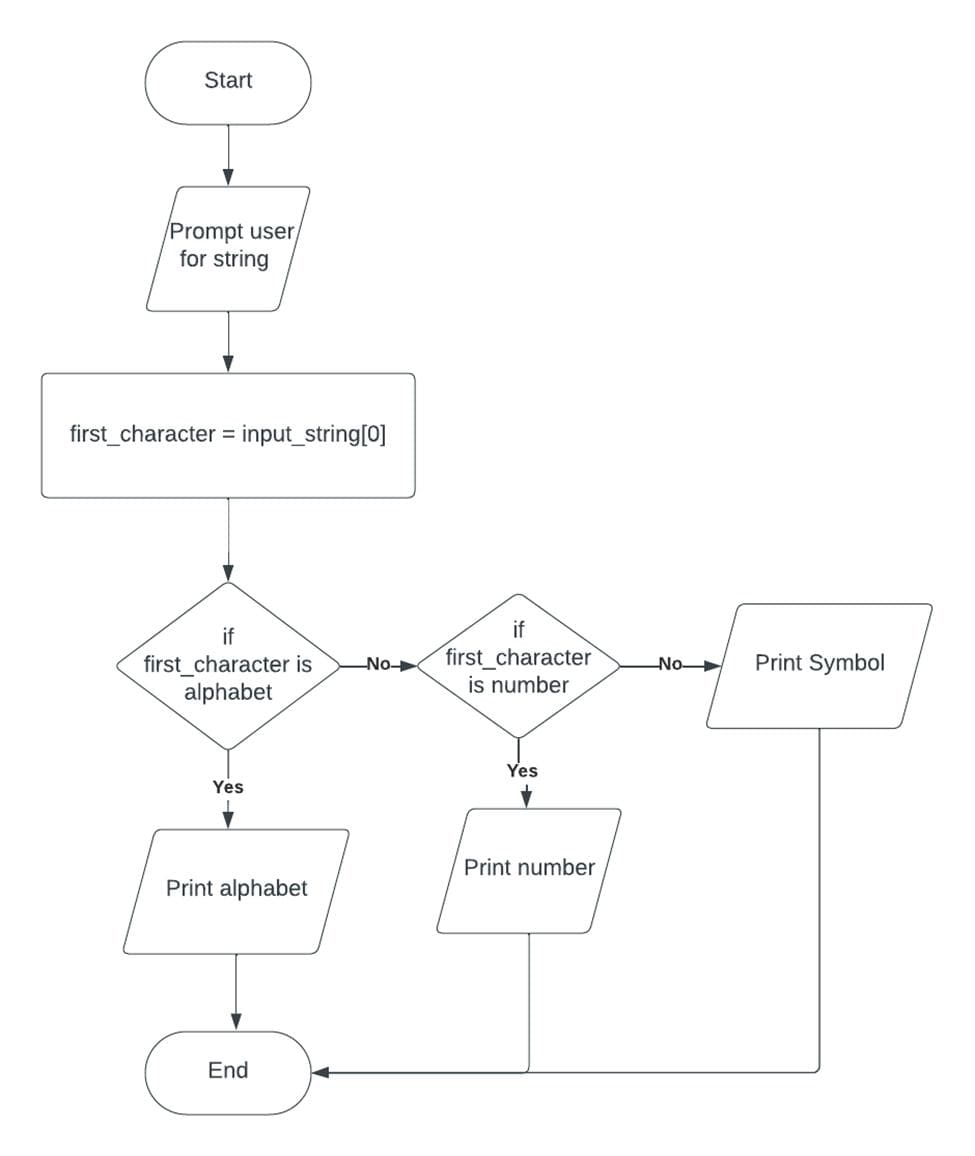 Start
Prompt user
for string
first_character = input_string[0]
if
first_character is
alphabet
No
if
first_character
is number
No
Print Symbol
Yes
Yes
Print alphabet
Print number
End